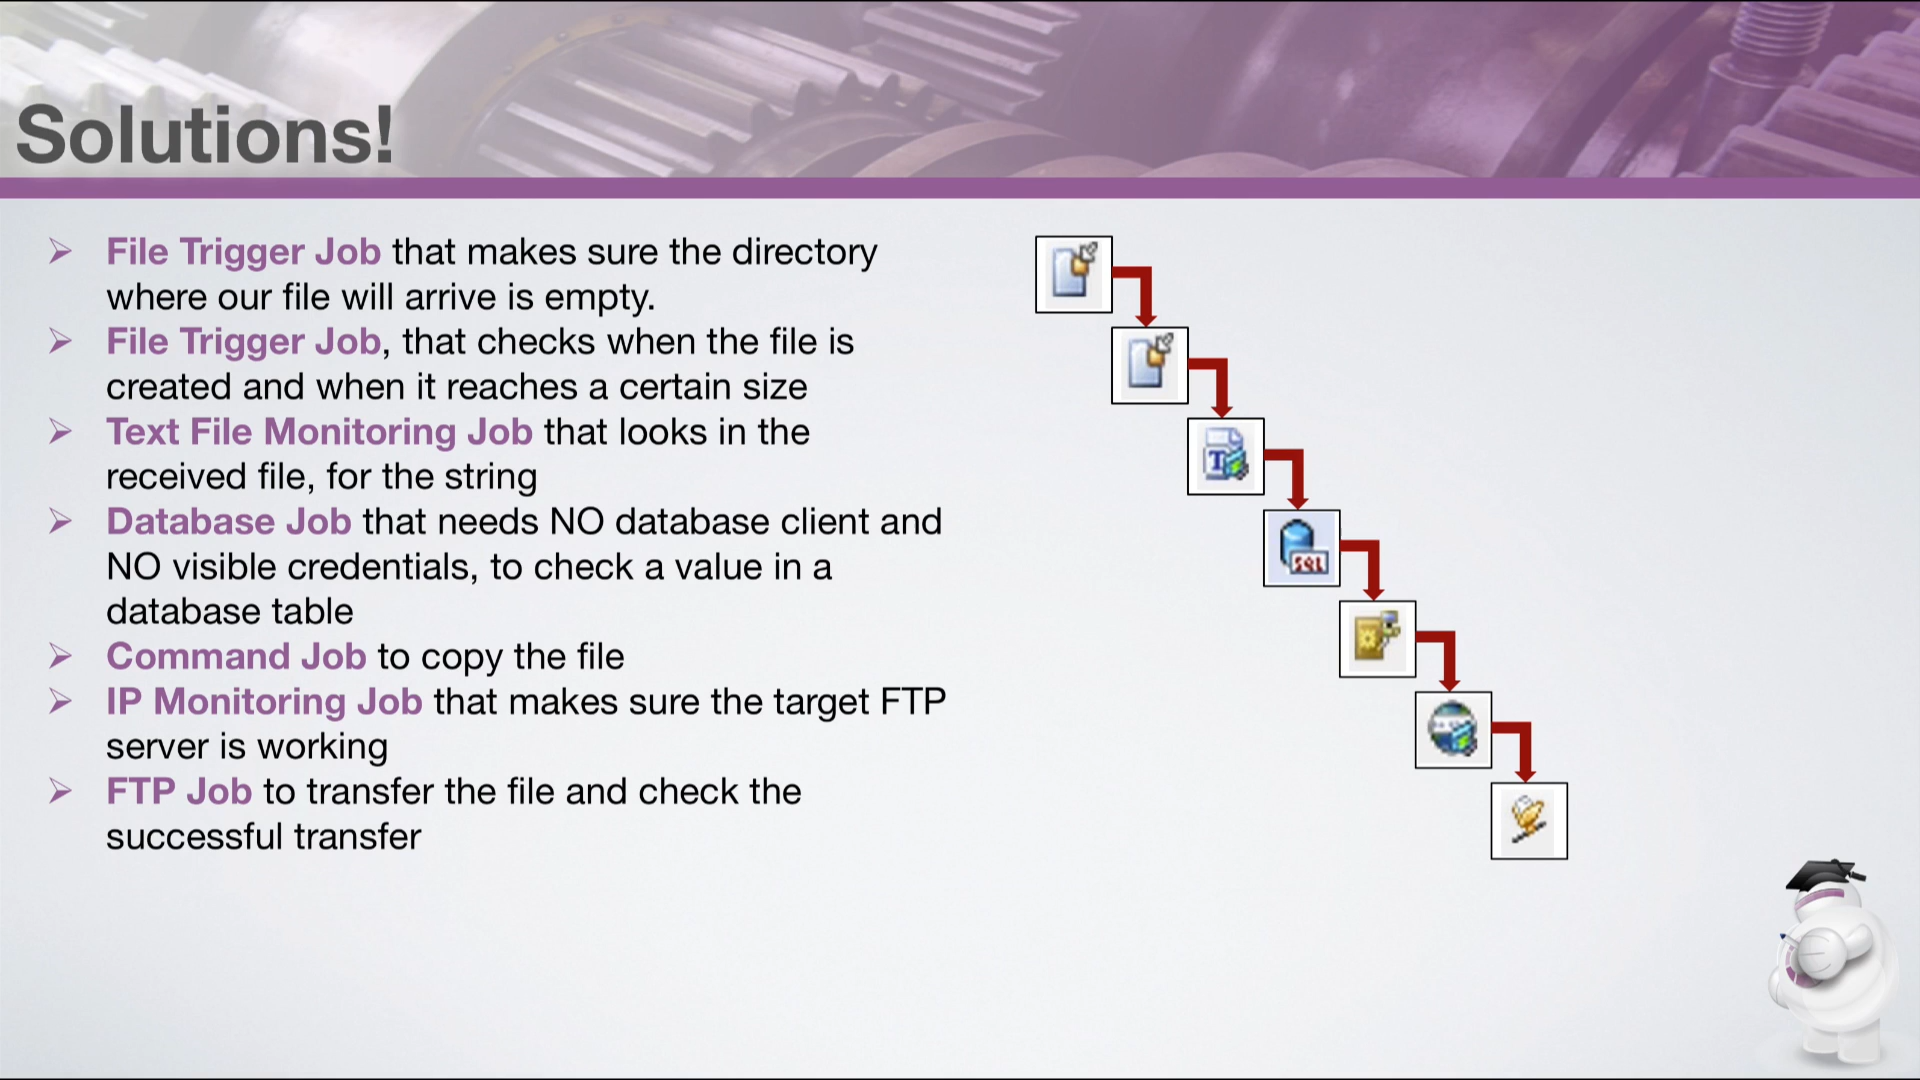 Solutions!
File Trigger Job that makes sure the directory
where our file will arrive is empty.
File Trigger Job, that checks when the file is
created and when it reaches a certain size
Text File Monitoring Job that looks in the
received file, for the string
Database Job that needs NO database client and
NO visible credentials, to check a value in a
database table
Command Job to copy the file
IP Monitoring Job that makes sure the target FTP
server is working
FTP Job to transfer the file and check the
successful transfer
T
SQL